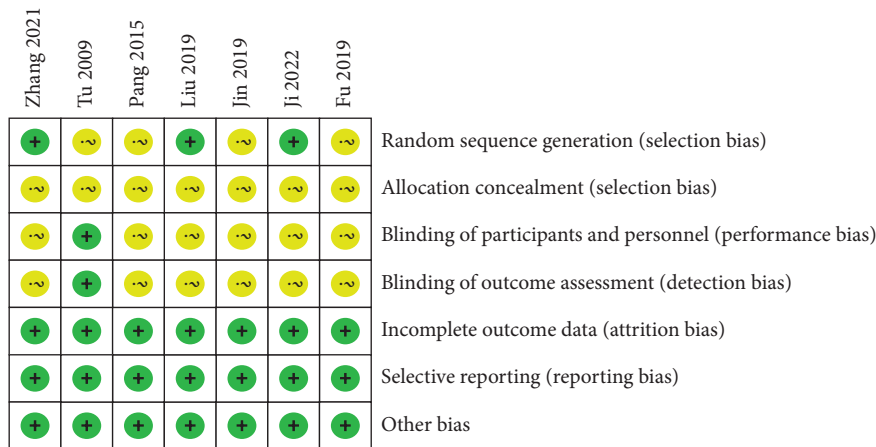 Zhang 2021 Tu 2009 Pang 2015 Liu 2019 Jin 2019 Ji 2022 Fu 2019
+ ? ? + ? + ? Random sequence generation (selection bias)
? ? ? ? ? ? ? Allocation concealment (selection bias)
? + ? ? ? ? ? Blinding of participants and personnel (performance bias)
? + ? ? ? ? ? Blinding of outcome assessment (detection bias)
+ + + + + + + Incomplete outcome data (attrition bias)
+ + + + + + + Selective reporting (reporting bias)
+ + + + + + + Other bias